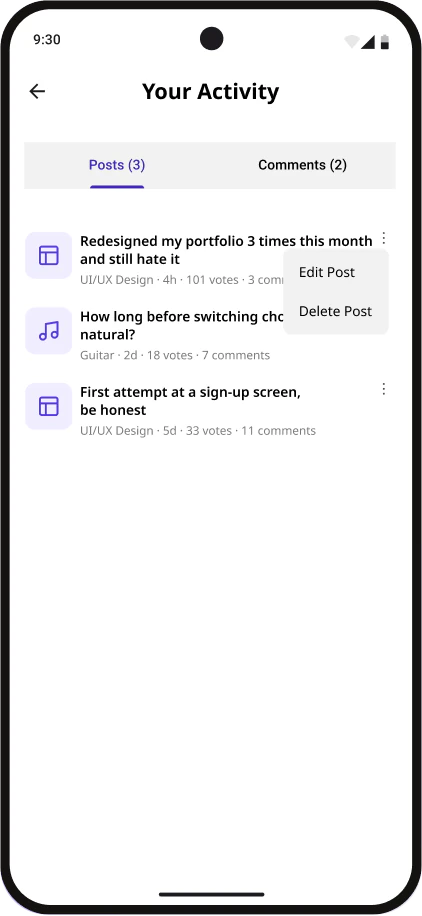 9:30
Your Activity
Posts (3)
Comments (2)
Redesigned my portfolio 3 times this month
and still hate it
UI/UX Design · 4h · 101 votes · 3
Edit Post
Delete Post
How long before switching
natural?
Guitar · 2d · 18 votes · 7 comments
First attempt at a sign-up screen,
be honest
UI/UX Design · 5d · 33 votes · 11 comments